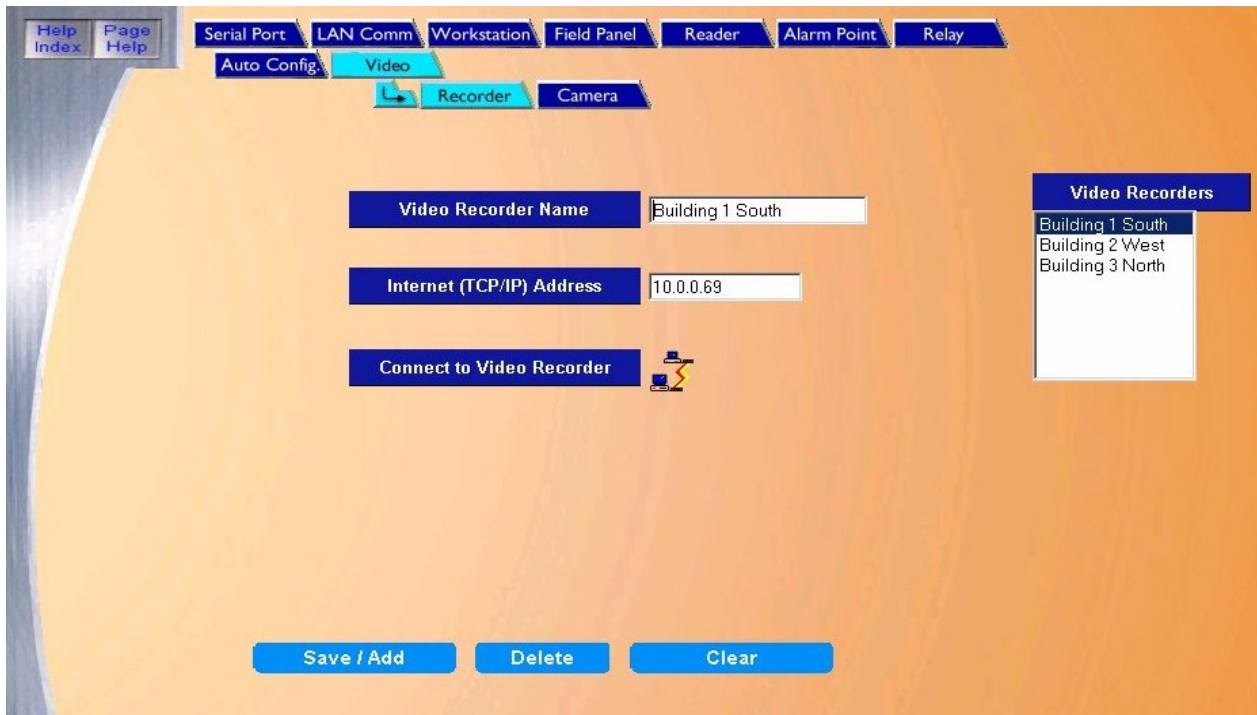 Help Index
Page Help
Serial Port
LAN Comm
Workstation
Field Panel
Reader
Alarm Point
Relay
Auto Config.
Video
Recorder
Camera
Video Recorder Name
Building 1 South
Internet (TCP/IP) Address
10.0.0.69
Connect to Video Recorder
Video Recorders
Building 1 South
Building 2 West
Building 3 North
Save / Add
Delete
Clear